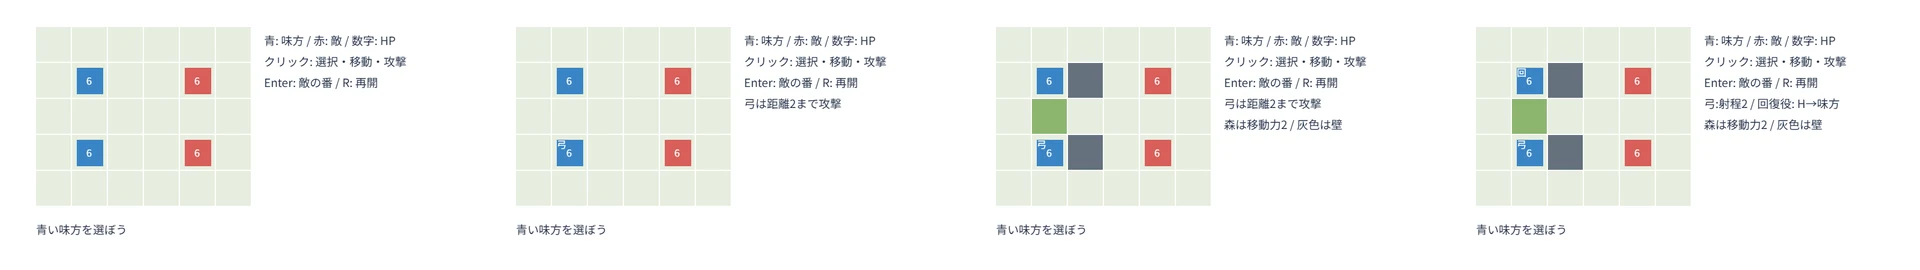 6
6
6
6
青: 味方 / 赤: 敵 / 数字: HP
クリック: 選択・移動・攻撃
Enter: 敵の番 / R: 再開
青い味方を選ぼう
6
6
弓
6
6
青: 味方 / 赤: 敵 / 数字: HP
クリック: 選択・移動・攻撃
Enter: 敵の番 / R: 再開
弓は距離2まで攻撃
青い味方を選ぼう
6
6
弓
6
6
青: 味方 / 赤: 敵 / 数字: HP
クリック: 選択・移動・攻撃
Enter: 敵の番 / R: 再開
弓は距離2まで攻撃
森は移動力2 / 灰色は壁
青い味方を選ぼう
回
6
6
弓
6
6
青: 味方 / 赤: 敵 / 数字: HP
クリック: 選択・移動・攻撃
Enter: 敵の番 / R: 再開
弓:射程2 / 回復役: H→味方
森は移動力2 / 灰色は壁
青い味方を選ぼう